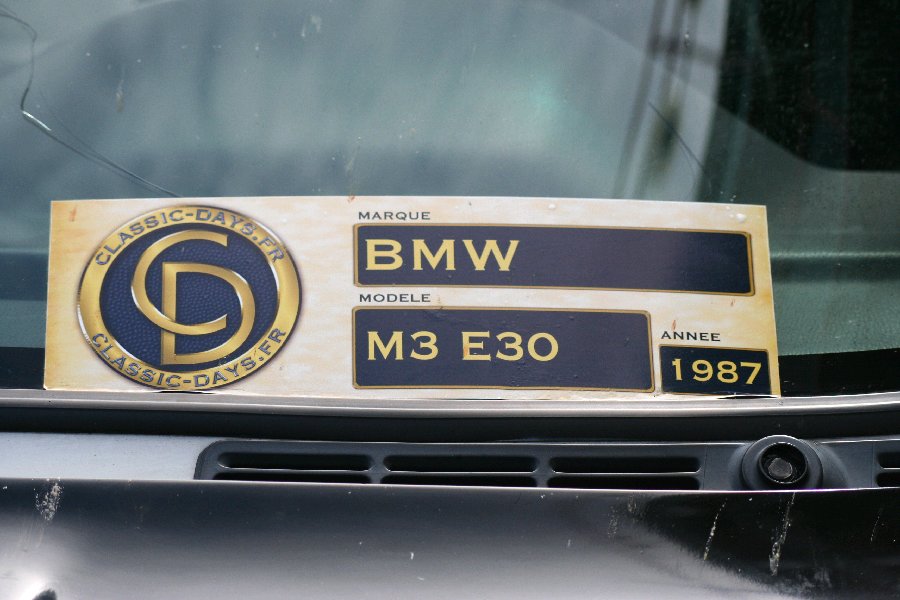 CLASSIC-DAYS.FR
CD
CLASSIC-DAYS.FR
MARQUE
BMW
MODELE
M3 E30
ANNEE
1987